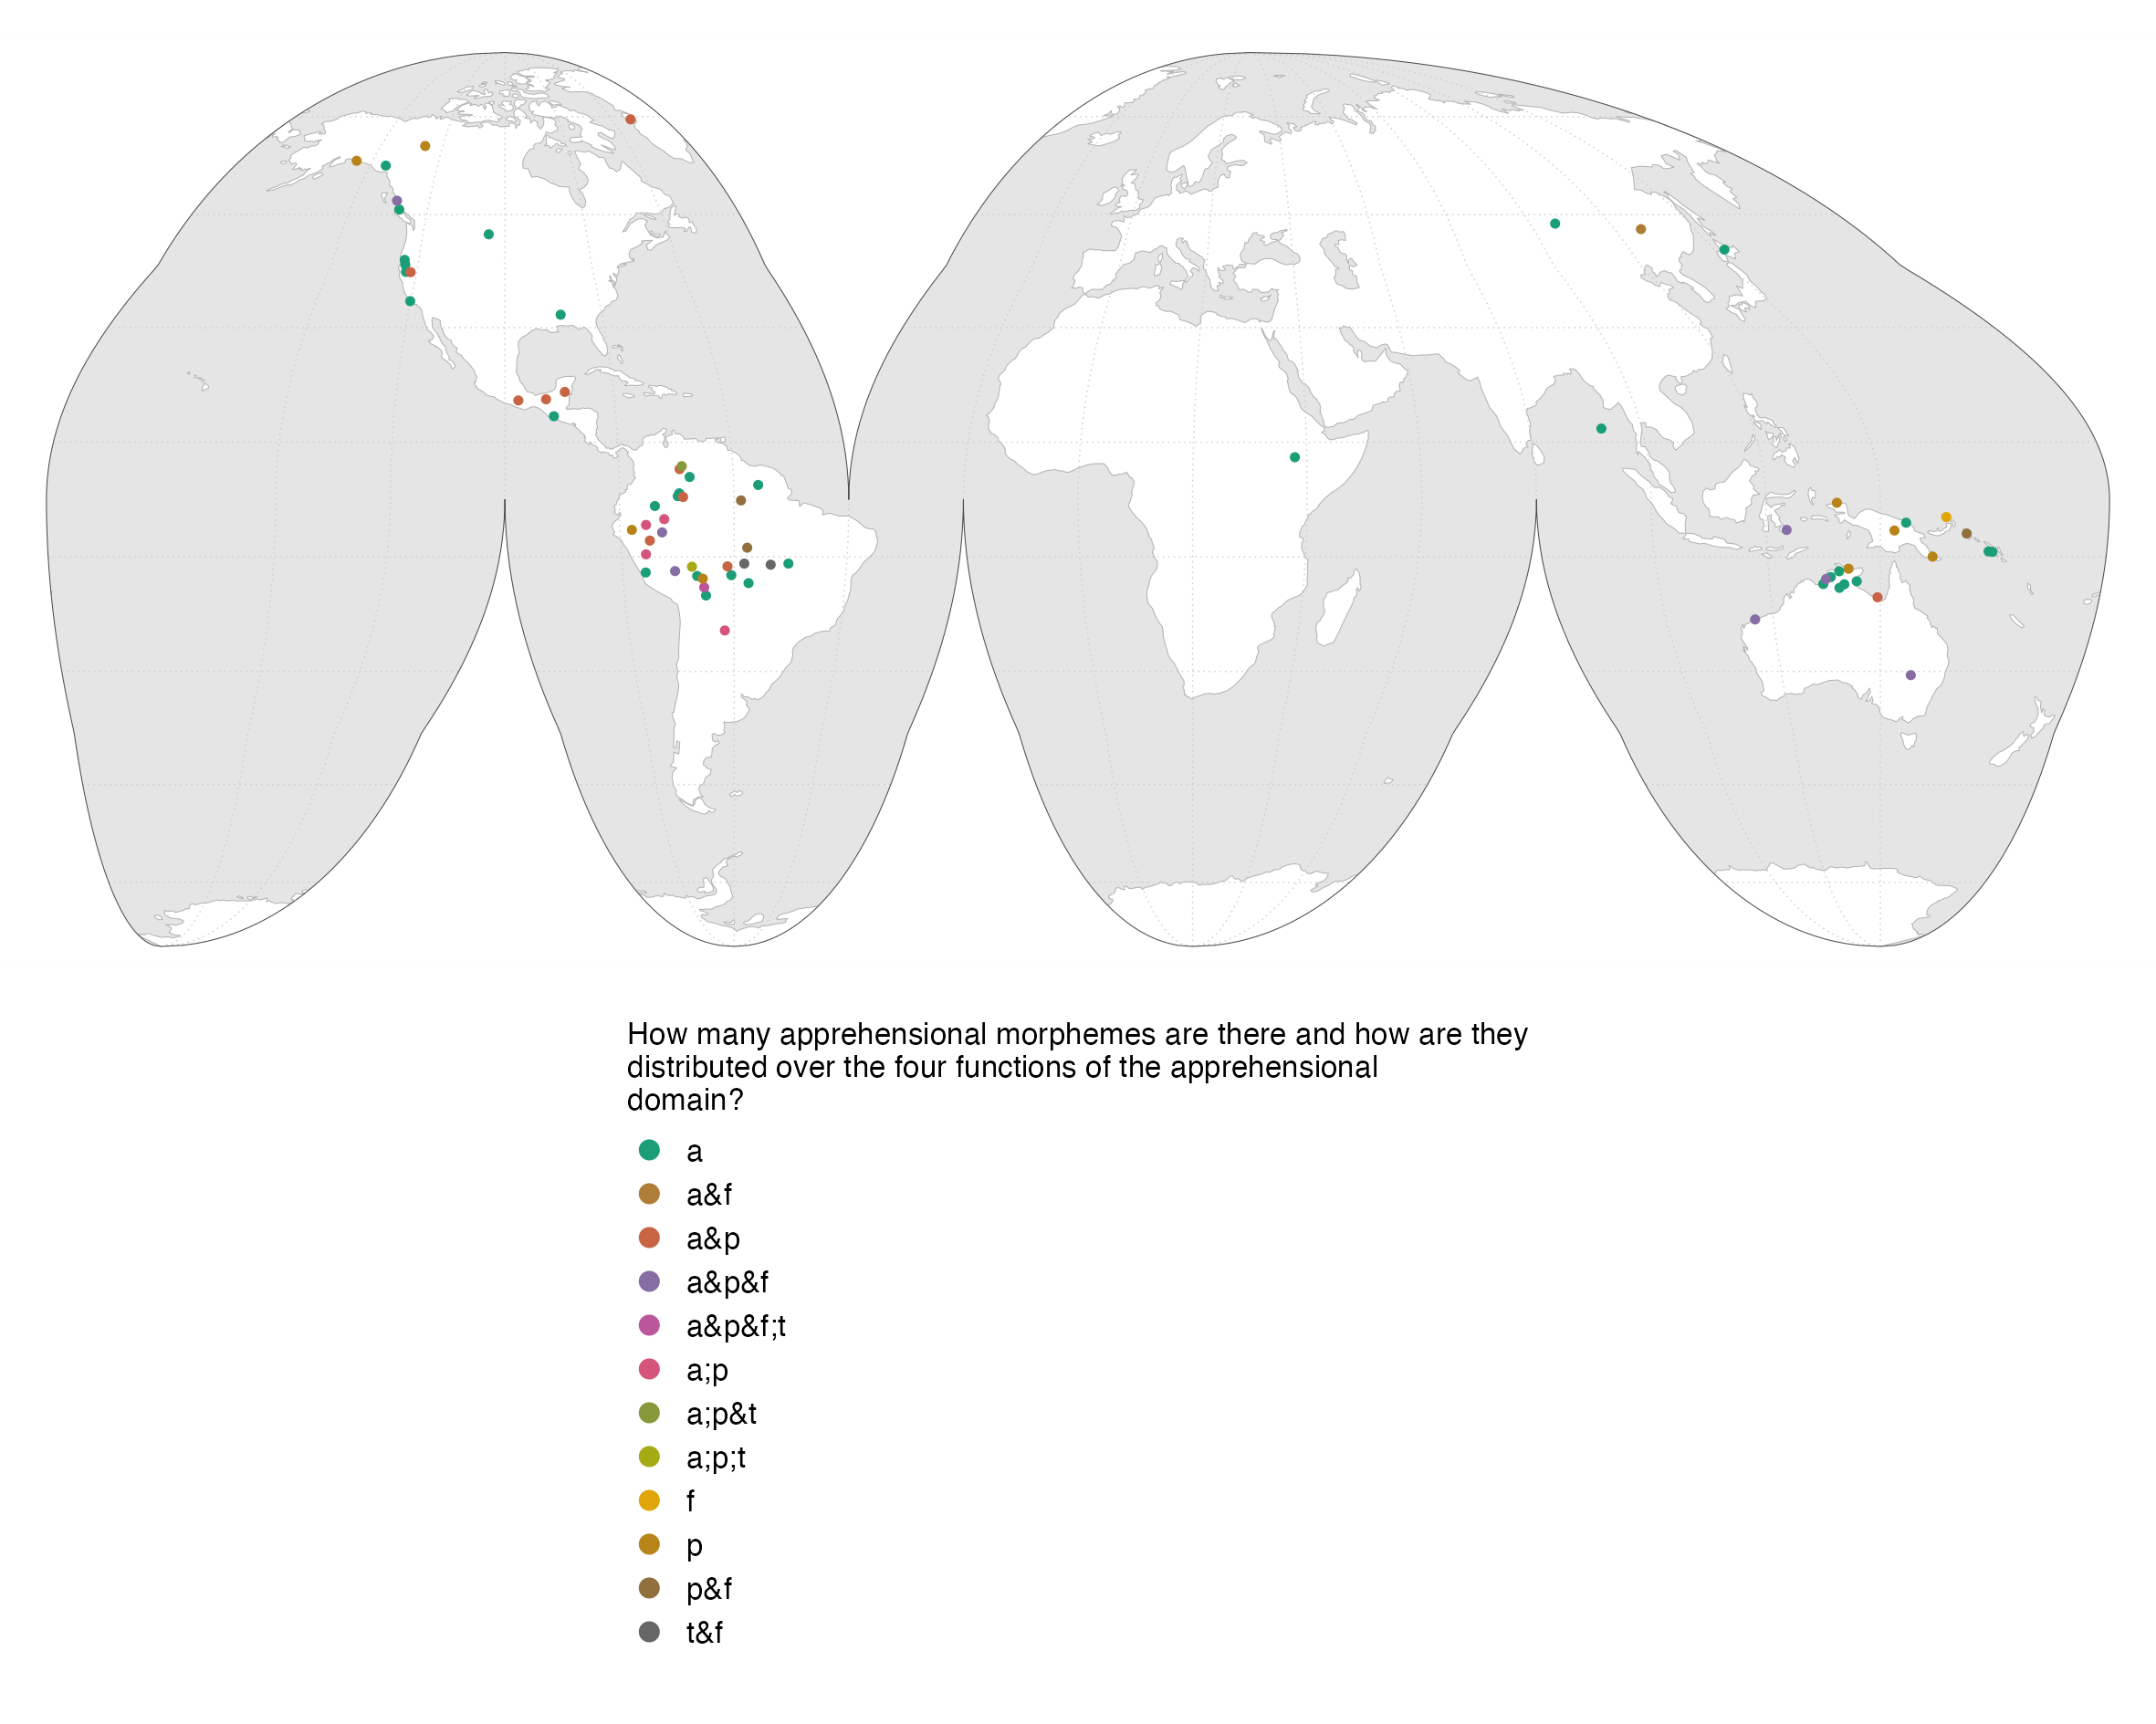 How many apprehensional morphemes are there and how are they
distributed over the four functions of the apprehensional
domain?
a
a&f
a&p
a&p&f
a&p&f;t
a;p
a;p&t
a;p;t
f
p
p&f
t&f